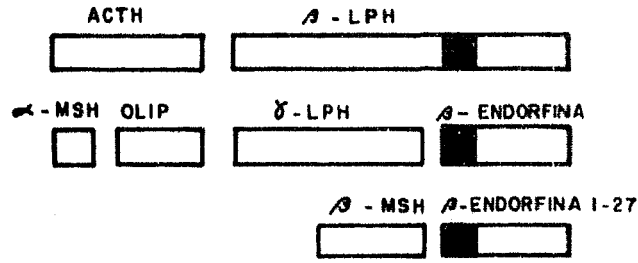 ACTH β - LPH
α - MSH OLIP γ - LPH β - ENDORFINA
β - MSH β-ENDORFINA 1-27